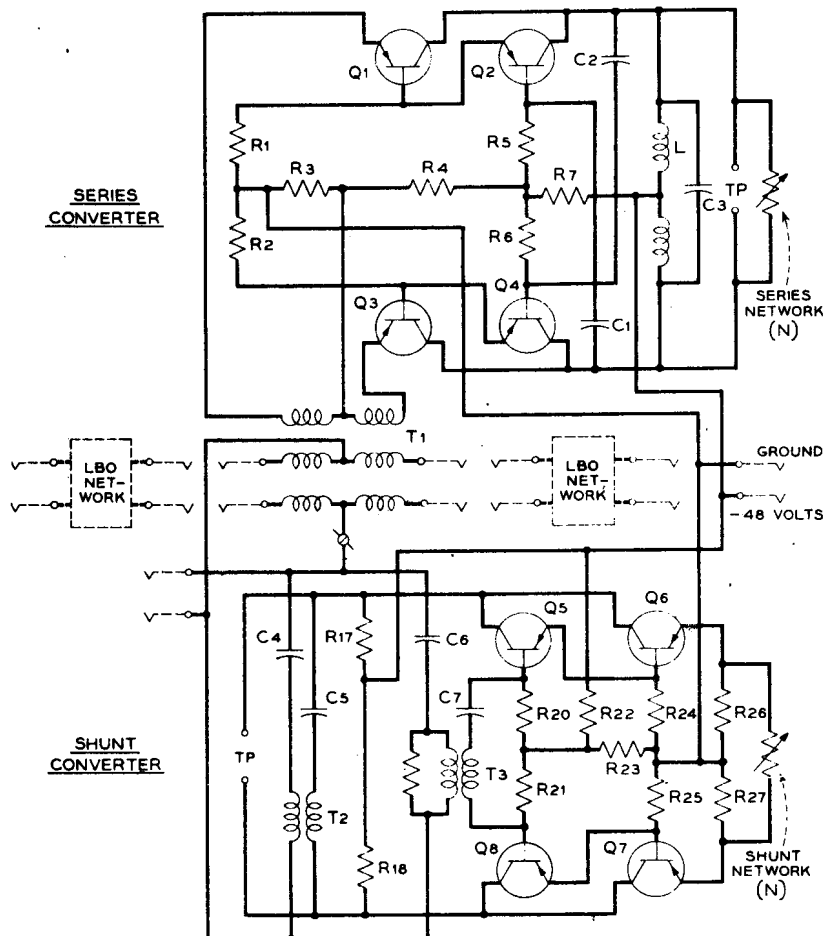 Q1
Q2
C2
R1
R5
R3
R4
R7
L
C3
TP
SERIES
CONVERTER
R2
R6
Q3
Q4
C1
SERIES
NETWORK
(N)
T1
LBO
NET-
WORK
LBO
NET-
WORK
GROUND
-48 VOLTS
Q5
Q6
R17
C4
C6
C5
C7
R20
R22
R24
R26
SHUNT
CONVERTER
TP
T3
R23
R21
R25
R27
T2
Q8
Q7
R18
SHUNT
NETWORK
(N)